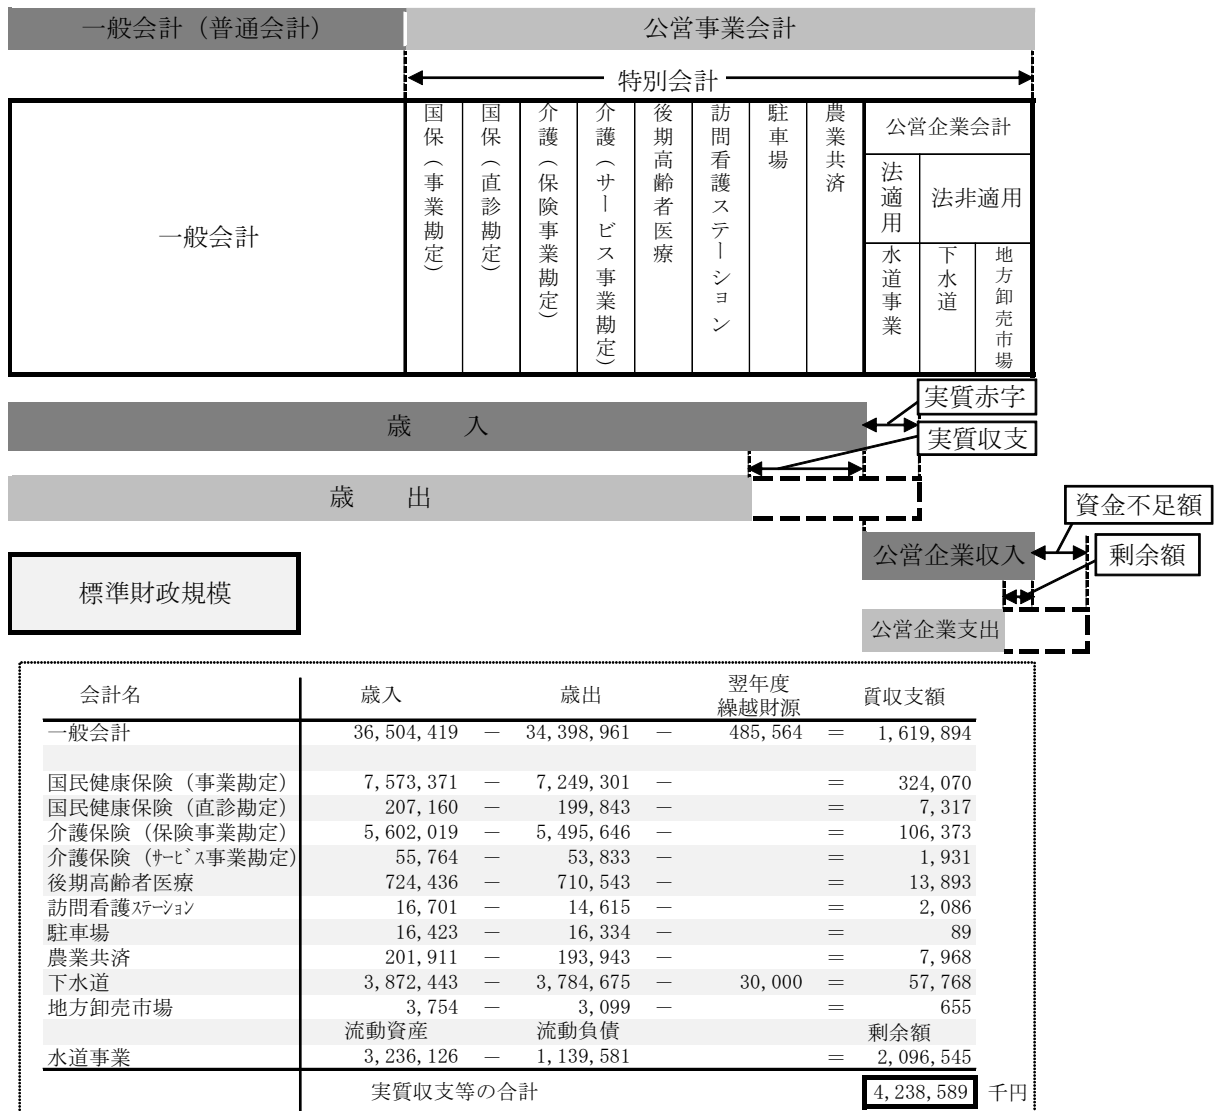 一般会計（普通会計） 公営事業会計
特別会計
一般会計
国保（事業勘定）
国保（直診勘定）
介護（保険事業勘定）
介護（サービス事業勘定）
後期高齢者医療
訪問看護ステーション
駐車場
農業共済
公営企業会計
法適用 法非適用
水道事業
下水道
地方卸売市場
歳 入
実質赤字
実質収支
歳 出
資金不足額
公営企業収入
剰余額
標準財政規模
公営企業支出
会計名 歳入 歳出 翌年度繰越財源 質収支額
一般会計 36,504,419 － 34,398,961 － 485,564 ＝ 1,619,894
国民健康保険（事業勘定） 7,573,371 － 7,249,301 － ＝ 324,070
国民健康保険（直診勘定） 207,160 － 199,843 － ＝ 7,317
介護保険（保険事業勘定） 5,602,019 － 5,495,646 － ＝ 106,373
介護保険（ｻｰﾋﾞｽ事業勘定） 55,764 － 53,833 － ＝ 1,931
後期高齢者医療 724,436 － 710,543 － ＝ 13,893
訪問看護ｽﾃｰｼｮﾝ 16,701 － 14,615 － ＝ 2,086
駐車場 16,423 － 16,334 － ＝ 89
農業共済 201,911 － 193,943 － ＝ 7,968
下水道 3,872,443 － 3,784,675 － 30,000 ＝ 57,768
地方卸売市場 3,754 － 3,099 － ＝ 655
流動資産 流動負債 剰余額
水道事業 3,236,126 － 1,139,581 ＝ 2,096,545
実質収支等の合計 4,238,589 千円